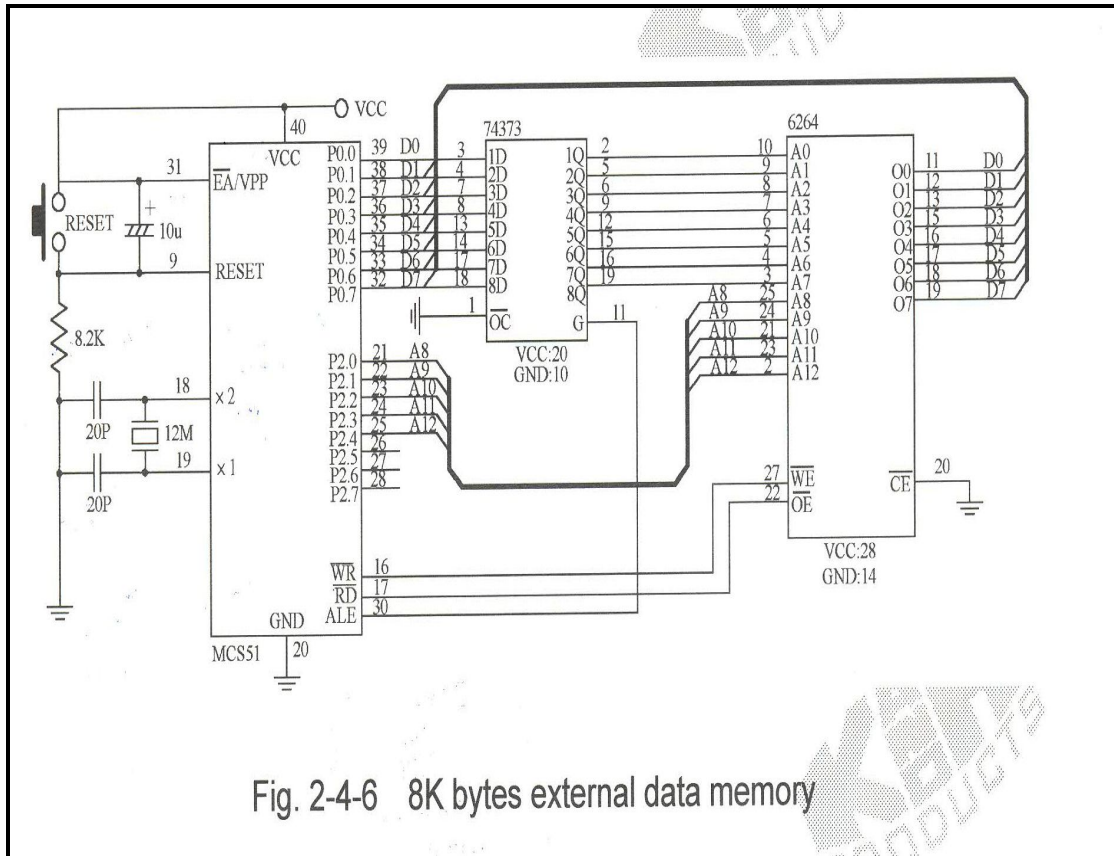 VCC
40
VCC
31
EA/VPP
RESET
+
10u
9
RESET
8.2K
18
x2
20P
12M
19
x1
20P
GND
20
MCS51
P0.0 39 D0
P0.1 38 D1
P0.2 37 D2
P0.3 36 D3
P0.4 35 D4
P0.5 34 D5
P0.6 33 D6
P0.7 32 D7
P2.0 21 A8
P2.1 22 A9
P2.2 23 A10
P2.3 24 A11
P2.4 25 A12
P2.5 26
P2.6 27
P2.7 28
WR 16
RD 17
ALE 30
74373
3 1D 1Q 2
4 2D 2Q 5
7 3D 3Q 6
8 4D 4Q 9
13 5D 5Q 12
14 6D 6Q 15
17 7D 7Q 16
18 8D 8Q 19
1 OC G 11
VCC:20
GND:10
6264
10 A0
9 A1
8 A2
7 A3
6 A4
5 A5
4 A6
3 A7
A8 25 A8
A9 24 A9
A10 21 A10
A11 23 A11
A12 2 A12
27 WE
22 OE
O0 11 D0
O1 12 D1
O2 13 D2
O3 15 D3
O4 16 D4
O5 17 D5
O6 18 D6
O7 19 D7
CE 20
VCC:28
GND:14
Fig. 2-4-6 8K bytes external data memory